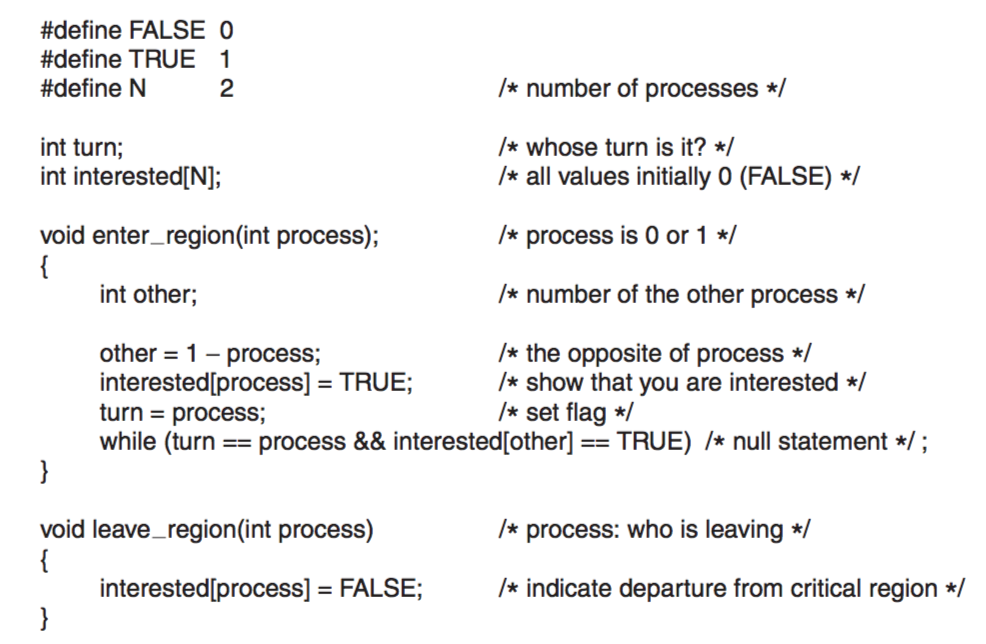 #define FALSE 0
#define TRUE 1
#define N 2 /* number of processes */
int turn; /* whose turn is it? */
int interested[N]; /* all values initially 0 (FALSE) */
void enter_region(int process); /* process is 0 or 1 */
{
int other; /* number of the other process */
other = 1 – process; /* the opposite of process */
interested[process] = TRUE; /* show that you are interested */
turn = process; /* set flag */
while (turn == process && interested[other] == TRUE) /* null statement */ ;
}
void leave_region(int process) /* process: who is leaving */
{
interested[process] = FALSE; /* indicate departure from critical region */
}